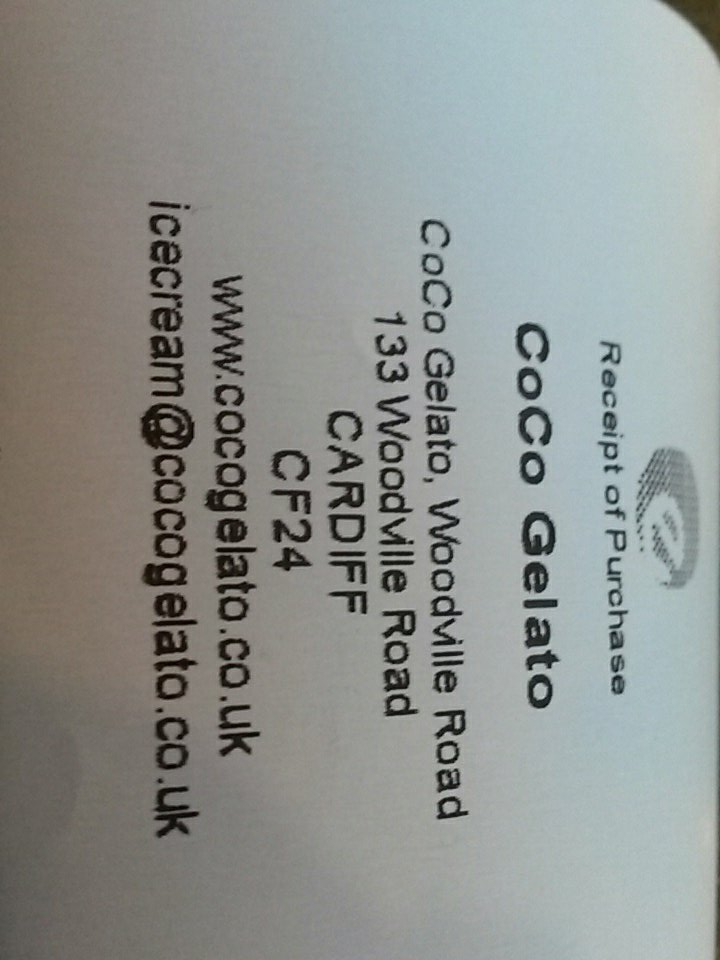 Receipt of Purchase
CoCo Gelato
CoCo Gelato, Woodville Road
133 Woodville Road
CARDIFF
CF24
www.cocogelato.co.uk
icecream@cocogelato.co.uk